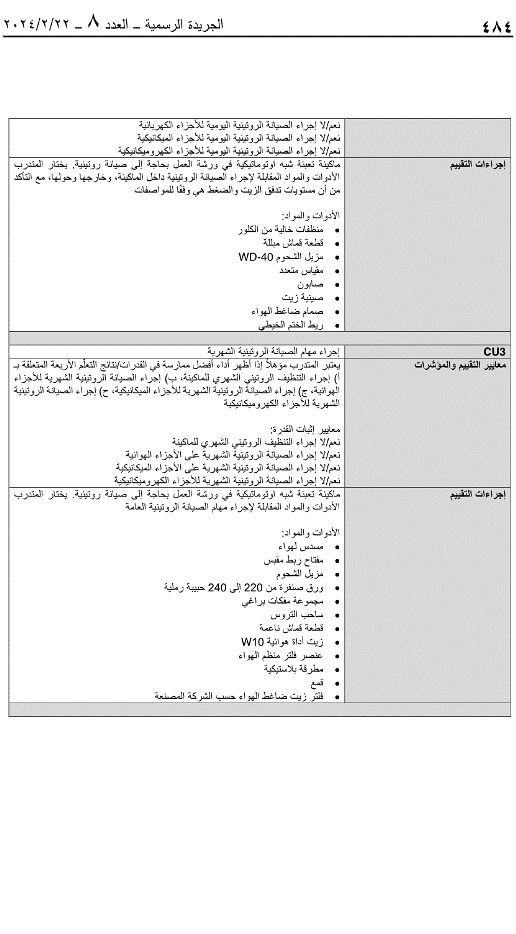 ٤٨٤
الجريدة الرسمية ــ العدد ٨ ــ ٢٠٢٤/٢/٢٢
نعم/لا إجراء الصيانة الروتينية اليومية للأجزاء الكهربائية
نعم/لا إجراء الصيانة الروتينية اليومية للأجزاء الميكانيكية
نعم/لا إجراء الصيانة الروتينية اليومية للأجزاء الكهروميكانيكية
إجراءات التقييم
ماكينة تعبئة شبه اوتوماتيكية في ورشة العمل بحاجة إلى صيانة روتينية. يختار المتدرب
الأدوات والمواد المقابلة لإجراء الصيانة الروتينية داخل الماكينة، وخارجها وحولها، مع التأكد
من أن مستويات تدفق الزيت والضغط هي وفقًا للمواصفات
الأدوات والمواد:
• منظفات خالية من الكلور
• قطعة قماش مبللة
• مزيل الشحوم WD-40
• مقياس متعدد
• صابون
• صينية زيت
• صمام ضاغط الهواء
• ربط الختم الخيطي
CU3
إجراء مهام الصيانة الروتينية الشهرية
معايير التقييم والمؤشرات
يعتبر المتدرب مؤهلاً إذا أظهر أداء أفضل ممارسة في القدرات/نتائج التعلّم الأربعة المتعلقة بـ
أ) إجراء التنظيف الروتيني الشهري للماكينة، ب) إجراء الصيانة الروتينية الشهرية للأجزاء
الهوائية، ج) إجراء الصيانة الروتينية الشهرية للأجزاء الميكانيكية، ح) إجراء الصيانة الروتينية
الشهرية للأجزاء الكهروميكانيكية
معايير إثبات القدرة:
نعم/لا إجراء التنظيف الروتيني الشهري للماكينة
نعم/لا إجراء الصيانة الروتينية الشهرية على الأجزاء الهوائية
نعم/لا إجراء الصيانة الروتينية الشهرية على الأجزاء الميكانيكية
نعم/لا إجراء الصيانة الروتينية الشهرية للأجزاء الكهروميكانيكية
إجراءات التقييم
ماكينة تعبئة شبه اوتوماتيكية في ورشة العمل بحاجة إلى صيانة روتينية. يختار المتدرب
الأدوات والمواد المقابلة لإجراء مهام الصيانة الروتينية العامة
الأدوات والمواد:
• مسدس لهواء
• مفتاح ربط مقبس
• مزيل الشحوم
• ورق صنفرة من 220 إلى 240 حبيبة رملية
• مجموعة مفكات براغي
• ساحب التروس
• قطعة قماش ناعمة
• زيت أداة هوائية W10
• عنصر فلتر منظم الهواء
• مطرقة بلاستيكية
• قمع
• فلتر زيت ضاغط الهواء حسب الشركة المصنعة